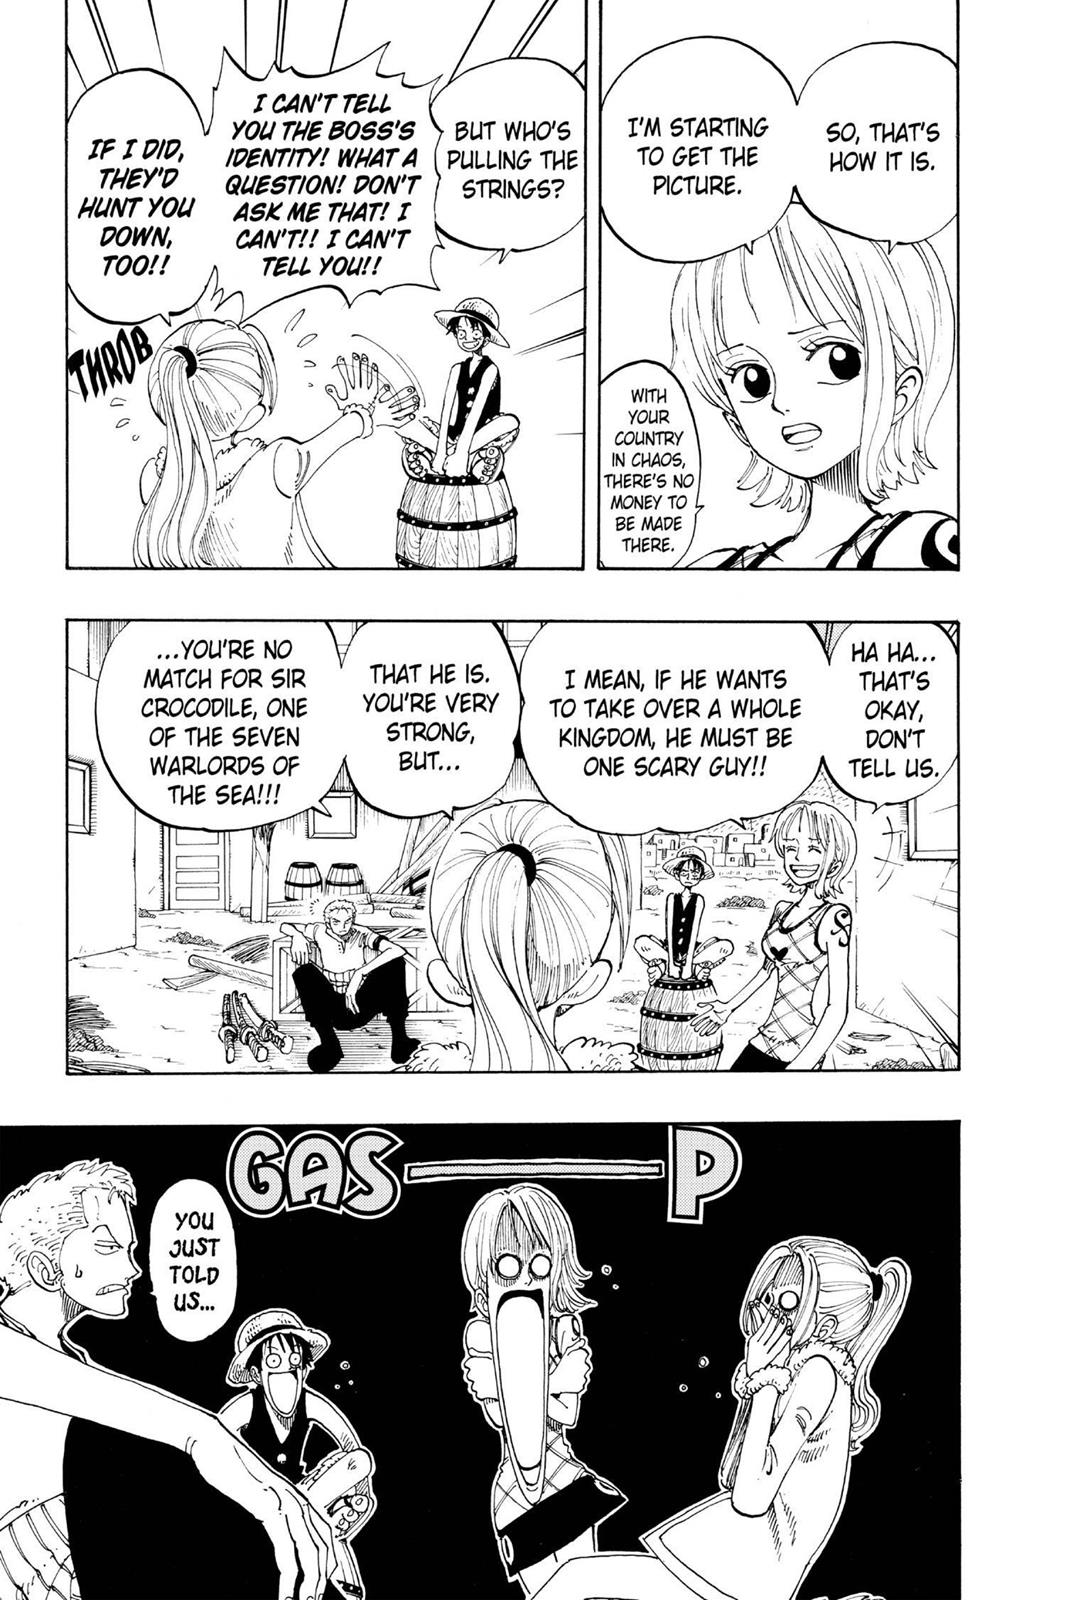 SO, THAT'S
HOW IT IS.
I'M STARTING
TO GET THE
PICTURE.
WITH
YOUR
COUNTRY
IN CHAOS,
THERE'S NO
MONEY TO
BE MADE
THERE.
BUT WHO'S
PULLING THE
STRINGS?
I CAN'T TELL
YOU THE BOSS'S
IDENTITY! WHAT A
QUESTION! DON'T
ASK ME THAT! I
CAN'T!! I CAN'T
TELL YOU!!
IF I DID,
THEY'D
HUNT YOU
DOWN,
TOO!!
THROB
HA HA...
THAT'S
OKAY,
DON'T
TELL US.
I MEAN, IF HE WANTS
TO TAKE OVER A WHOLE
KINGDOM, HE MUST BE
ONE SCARY GUY!!
THAT HE IS.
YOU'RE VERY
STRONG,
BUT...
...YOU'RE NO
MATCH FOR SIR
CROCODILE, ONE
OF THE SEVEN
WARLORDS OF
THE SEA!!!
GAS——P
YOU
JUST
TOLD
US...